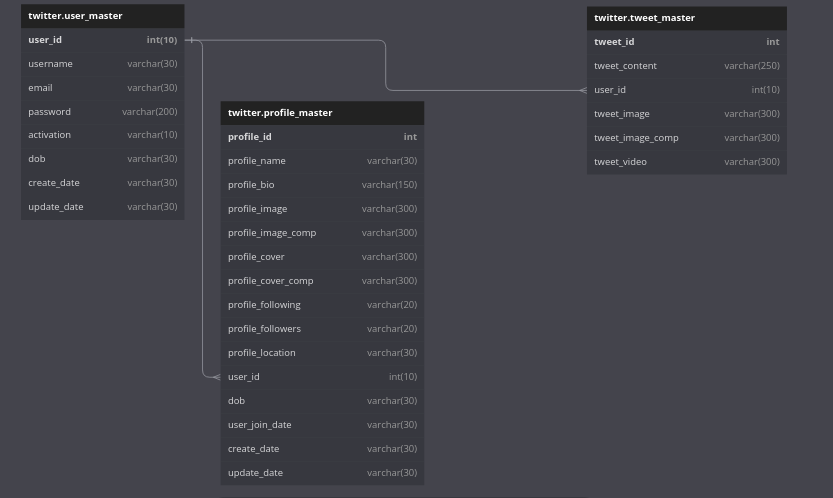 twitter.user_master
user_id int(10)
username varchar(30)
email varchar(30)
password varchar(200)
activation varchar(10)
dob varchar(30)
create_date varchar(30)
update_date varchar(30)
twitter.profile_master
profile_id int
profile_name varchar(30)
profile_bio varchar(150)
profile_image varchar(300)
profile_image_comp varchar(300)
profile_cover varchar(300)
profile_cover_comp varchar(300)
profile_following varchar(20)
profile_followers varchar(20)
profile_location varchar(30)
user_id int(10)
dob varchar(30)
user_join_date varchar(30)
create_date varchar(30)
update_date varchar(30)
twitter.tweet_master
tweet_id int
tweet_content varchar(250)
user_id int(10)
tweet_image varchar(300)
tweet_image_comp varchar(300)
tweet_video varchar(300)